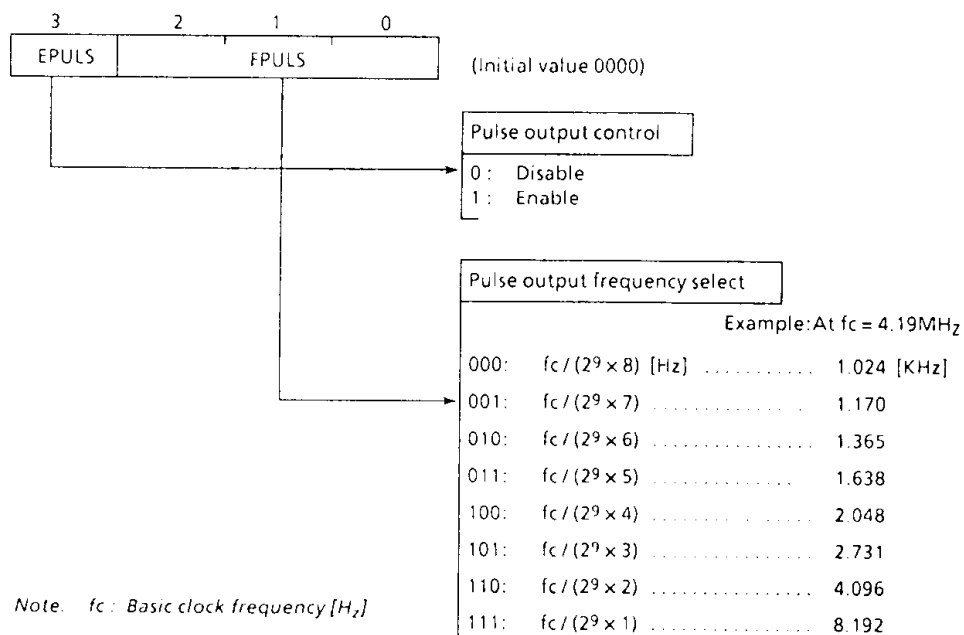 3 2 1 0
EPULS FPULS
(Initial value 0000)
Pulse output control
0 : Disable
1 : Enable
Pulse output frequency select
Example:At fc = 4.19MHz
000: fc / (2⁹ × 8) [Hz] ........... 1.024 [KHz]
001: fc / (2⁹ × 7) ............... 1.170
010: fc / (2⁹ × 6) ................ 1.365
011: fc / (2⁹ × 5) .............. 1.638
100: fc / (2⁹ × 4) ............... 2.048
101: fc / (2⁹ × 3) ................ 2.731
110: fc / (2⁹ × 2) ................ 4.096
111: fc / (2⁹ × 1) ................ 8.192
Note. fc : Basic clock frequency [Hz]